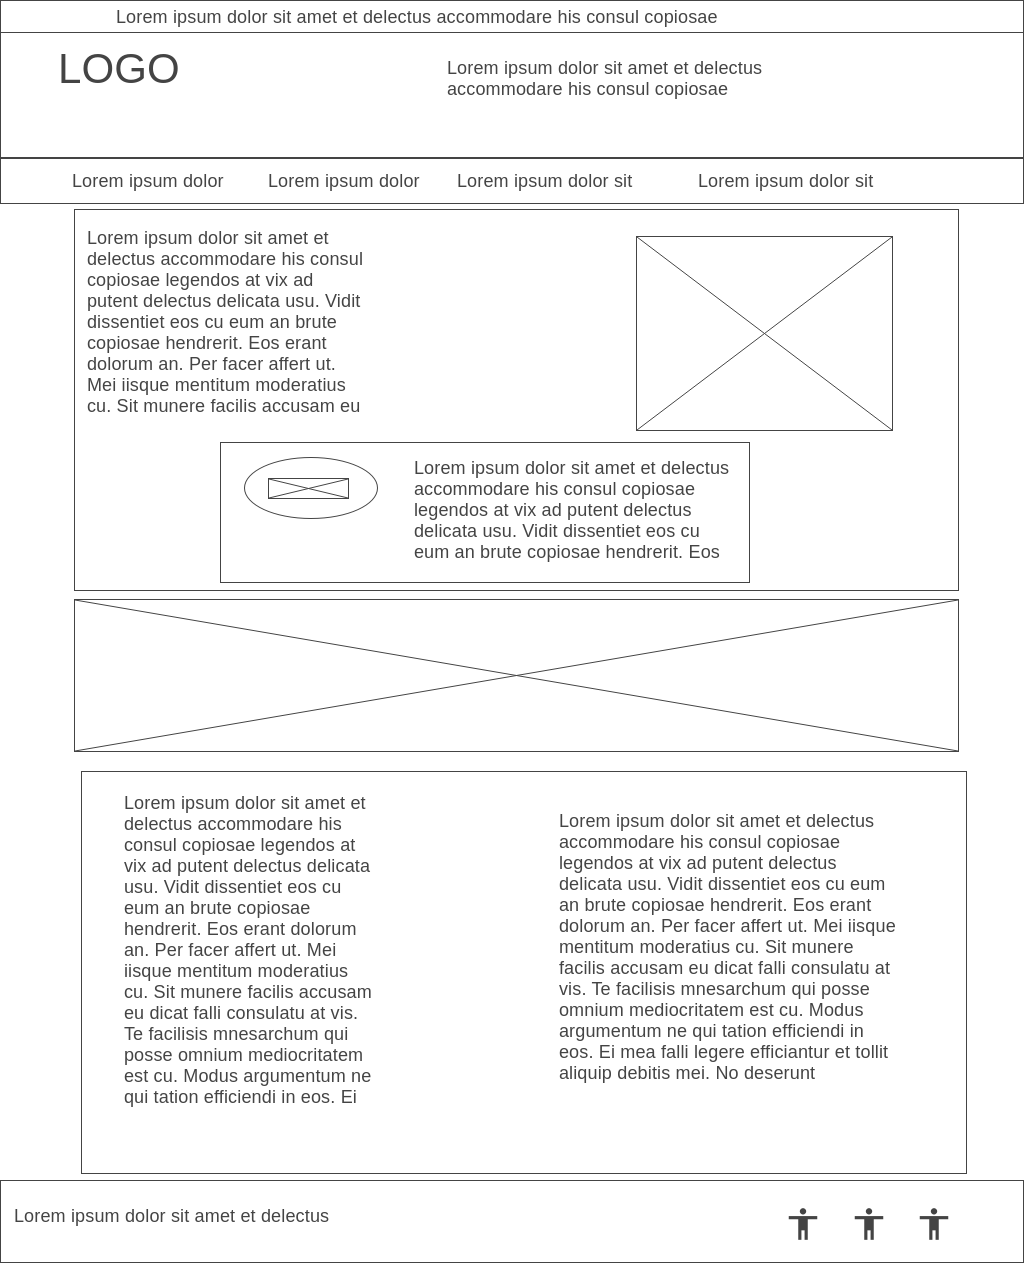 Lorem ipsum dolor sit amet et delectus accommodare his consul copiosae
LOGO
Lorem ipsum dolor sit amet et delectus
accommodare his consul copiosae
Lorem ipsum dolor
Lorem ipsum dolor
Lorem ipsum dolor sit
Lorem ipsum dolor sit
Lorem ipsum dolor sit amet et
delectus accommodare his consul
copiosae legendos at vix ad
putent delectus delicata usu. Vidit
dissentiet eos cu eum an brute
copiosae hendrerit. Eos erant
dolorum an. Per facer affert ut.
Mei iisque mentitum moderatius
cu. Sit munere facilis accusam eu
Lorem ipsum dolor sit amet et delectus
accommodare his consul copiosae
legendos at vix ad putent delectus
delicata usu. Vidit dissentiet eos cu
eum an brute copiosae hendrerit. Eos
Lorem ipsum dolor sit amet et
delectus accommodare his
consul copiosae legendos at
vix ad putent delectus delicata
usu. Vidit dissentiet eos cu
eum an brute copiosae
hendrerit. Eos erant dolorum
an. Per facer affert ut. Mei
iisque mentitum moderatius
cu. Sit munere facilis accusam
eu dicat falli consulatu at vis.
Te facilisis mnesarchum qui
posse omnium mediocritatem
est cu. Modus argumentum ne
qui tation efficiendi in eos. Ei
Lorem ipsum dolor sit amet et delectus
accommodare his consul copiosae
legendos at vix ad putent delectus
delicata usu. Vidit dissentiet eos cu eum
an brute copiosae hendrerit. Eos erant
dolorum an. Per facer affert ut. Mei iisque
mentitum moderatius cu. Sit munere
facilis accusam eu dicat falli consulatu at
vis. Te facilisis mnesarchum qui posse
omnium mediocritatem est cu. Modus
argumentum ne qui tation efficiendi in
eos. Ei mea falli legere efficiantur et tollit
aliquip debitis mei. No deserunt
Lorem ipsum dolor sit amet et delectus